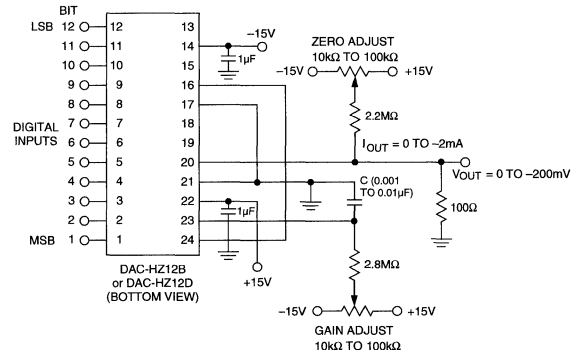 BIT
LSB 12 12 13 −15V
11 11 14
1µF
10 10 15
9 9 16
8 8 17
DIGITAL
INPUTS
7 7 18
6 6 19
5 5 20
4 4 21
3 3 22
1µF
2 2 23
MSB 1 1 24
DAC-HZ12B
or DAC-HZ12D
(BOTTOM VIEW)
+15V
ZERO ADJUST
10kΩ TO 100kΩ
−15V +15V
2.2MΩ
IOUT = 0 TO −2mA
VOUT = 0 TO −200mV
C (0.001
TO 0.01µF)
100Ω
2.8MΩ
−15V +15V
GAIN ADJUST
10kΩ TO 100kΩ